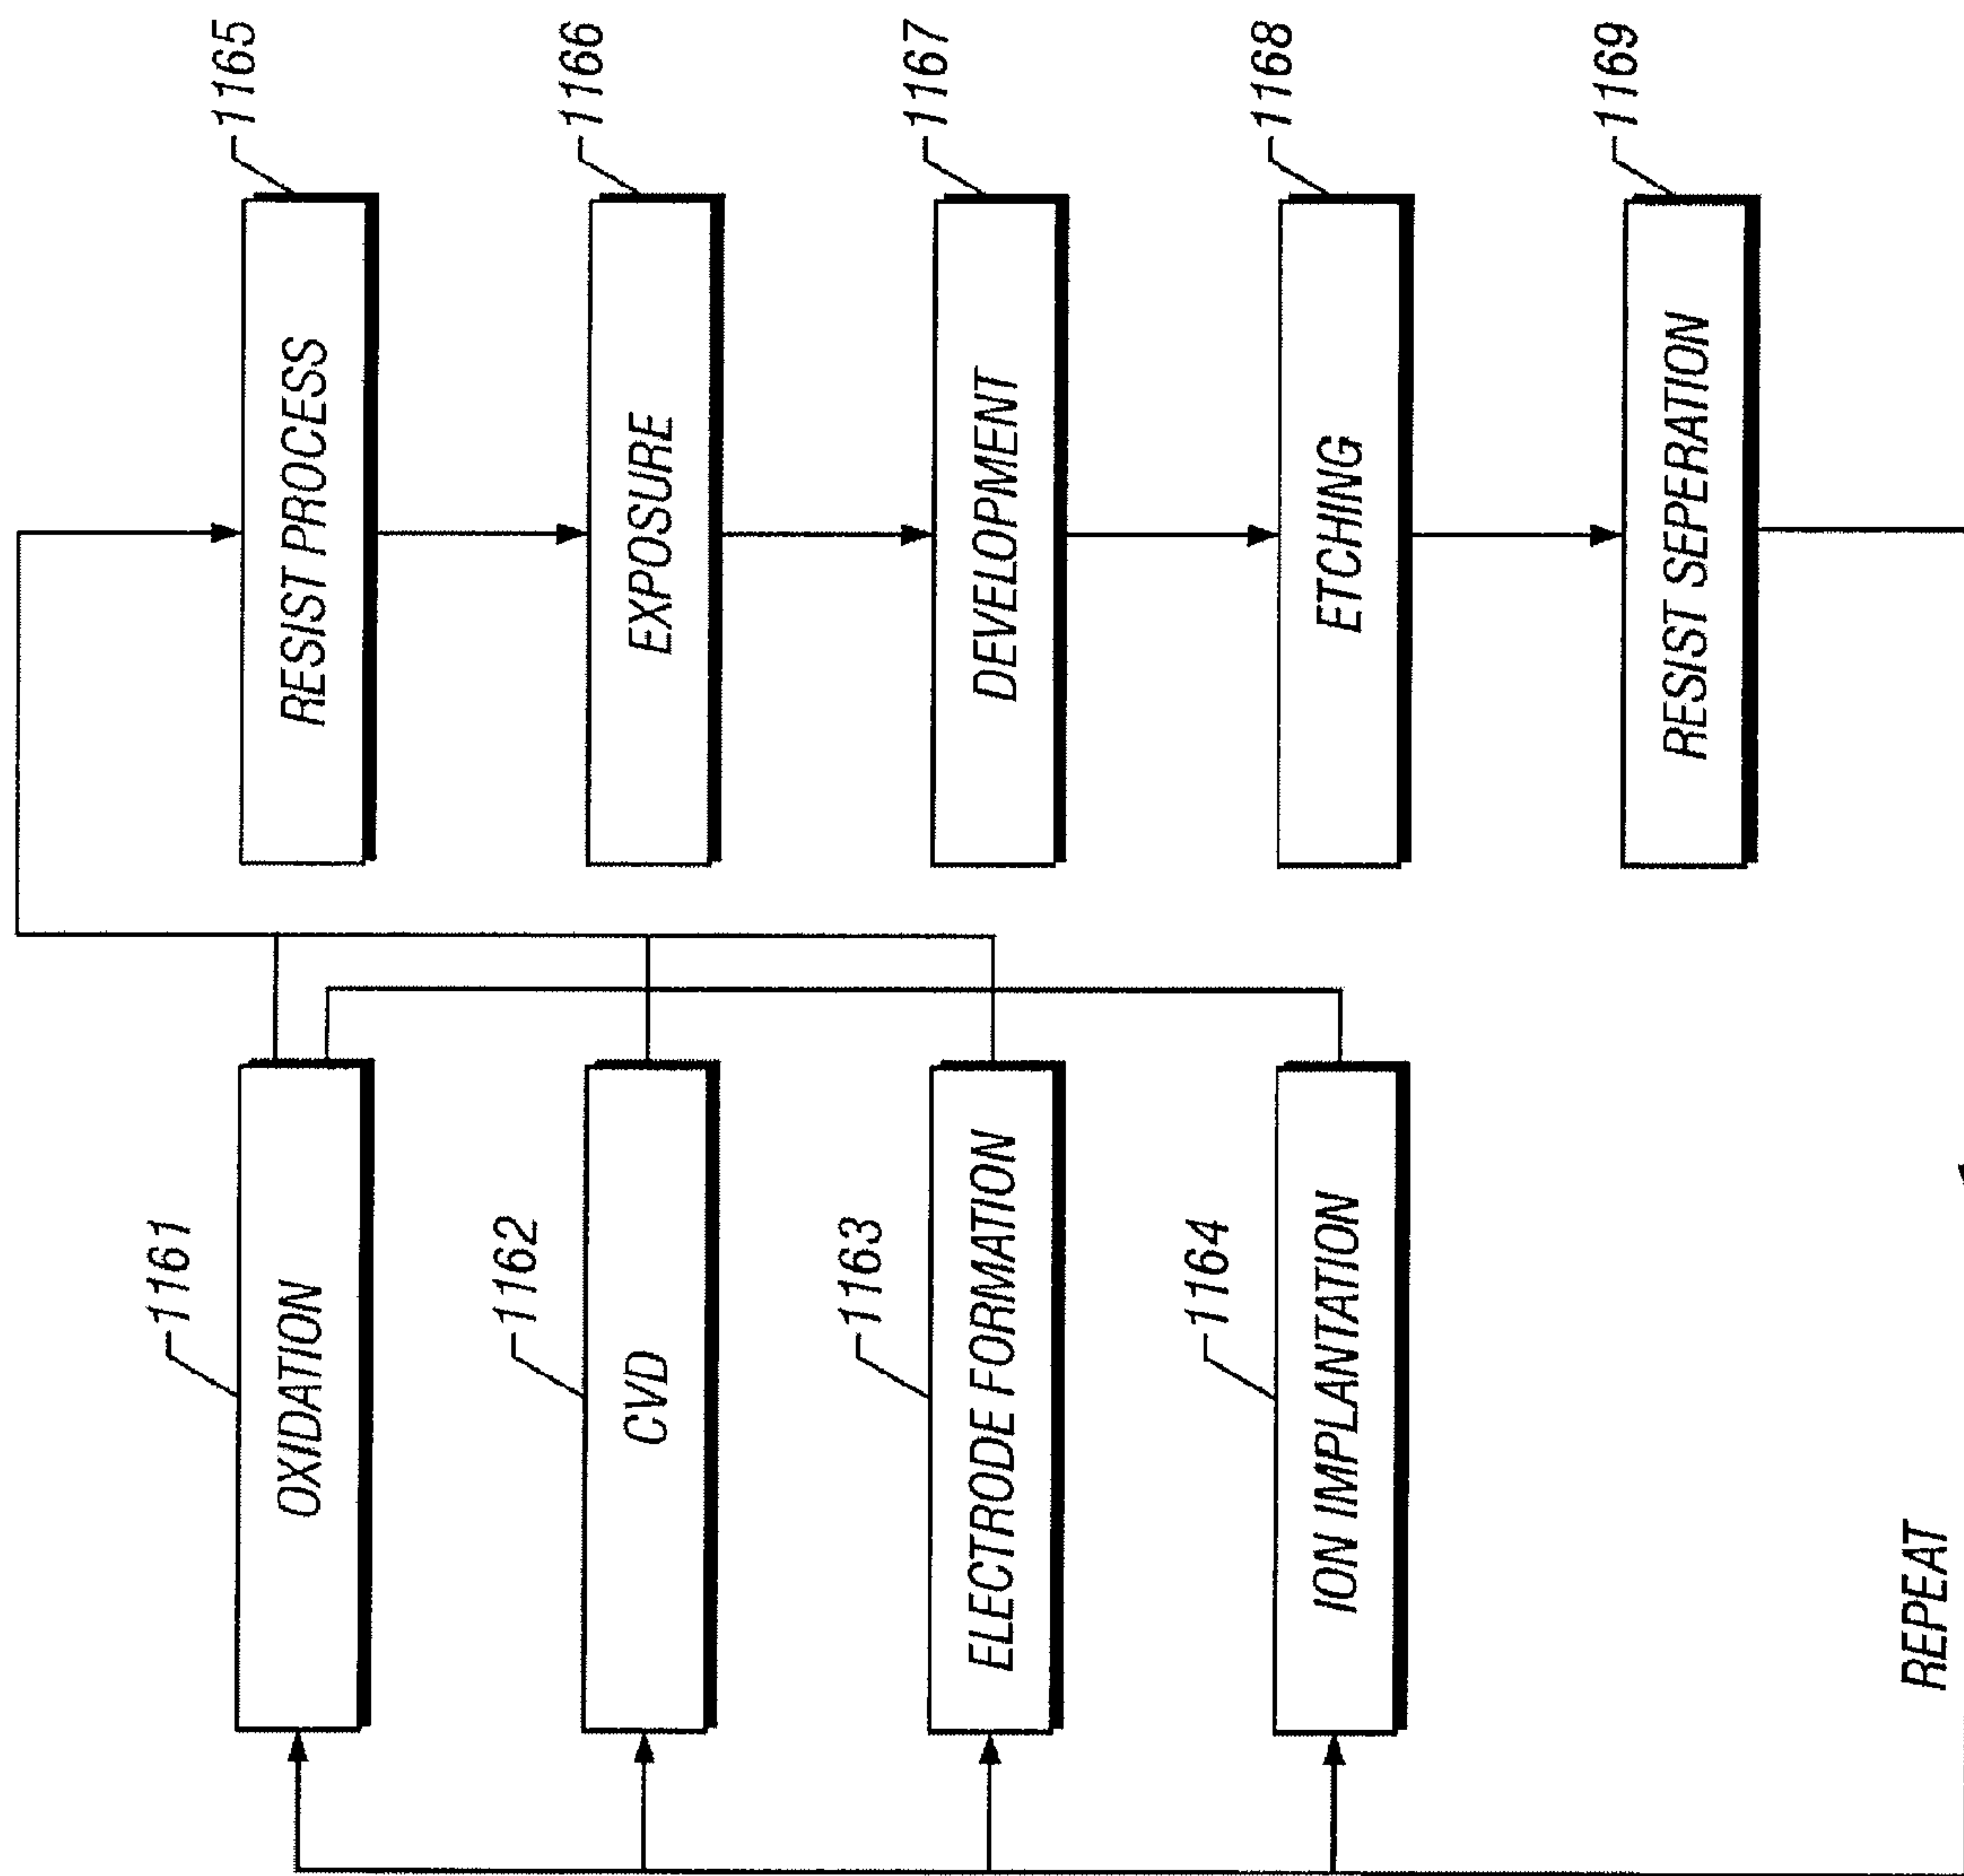 1161
OXIDATION
1162
CVD
1163
ELECTRODE FORMATION
1164
ION IMPLANTATION
REPEAT
1165
RESIST PROCESS
1166
EXPOSURE
1167
DEVELOPMENT
1168
ETCHING
1169
RESIST SEPERATION